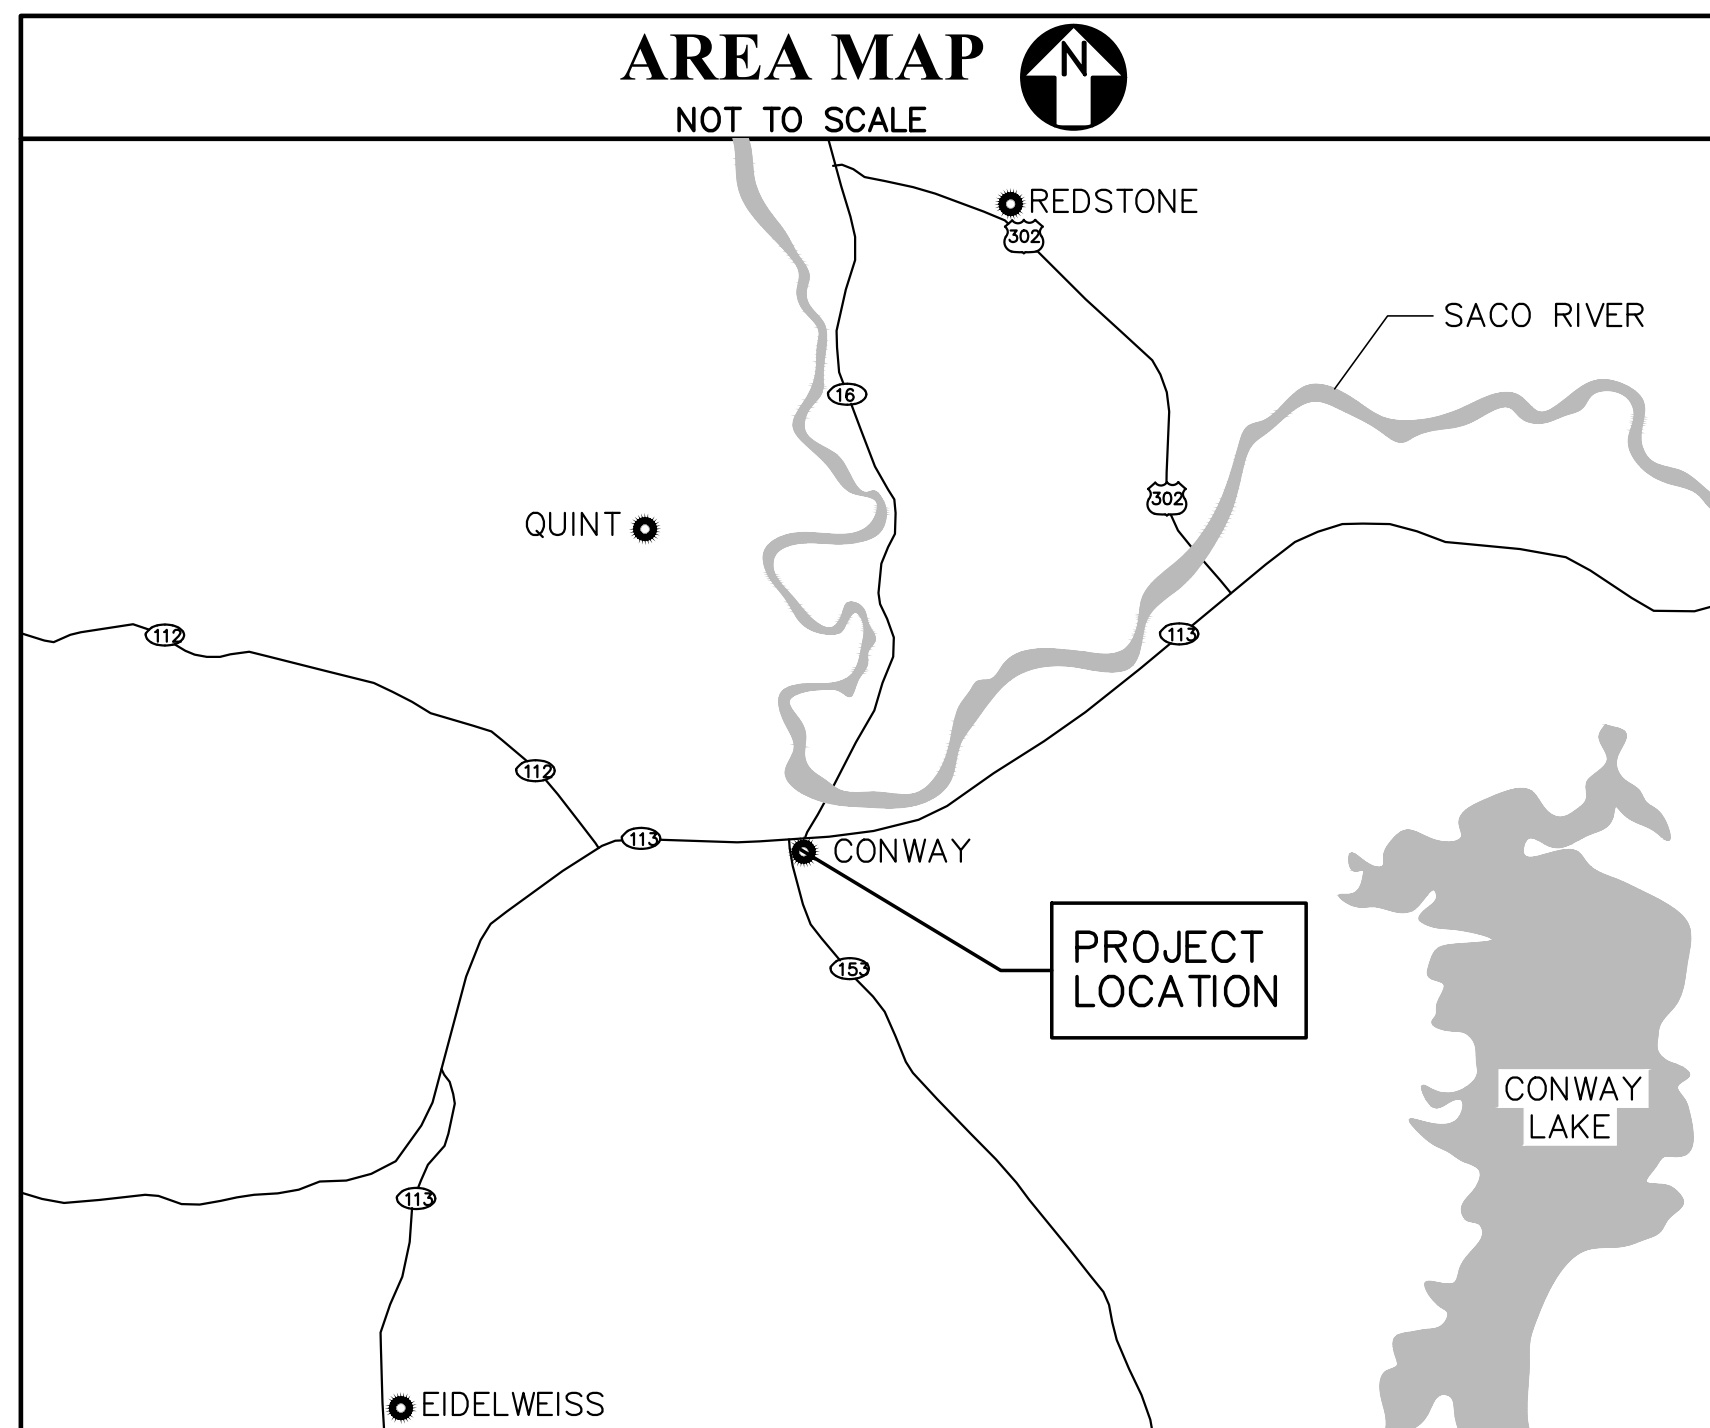 AREA MAP
N
NOT TO SCALE
REDSTONE
302
SACO RIVER
16
QUINT
302
112
113
112
113
CONWAY
PROJECT
LOCATION
153
CONWAY
LAKE
113
EIDELWEISS